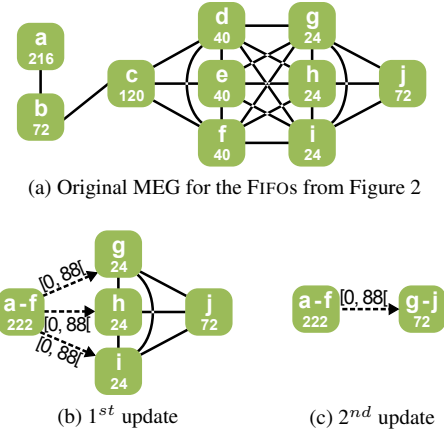 a
216
b
72
c
120
d
40
e
40
f
40
g
24
h
24
i
24
j
72
(a) Original MEG for the FIFOs from Figure 2
a-f
222
[0, 88[
[0, 88[
[0, 88[
g
24
h
24
i
24
j
72
(b) 1st update
a-f
222
[0, 88[
g-j
72
(c) 2nd update